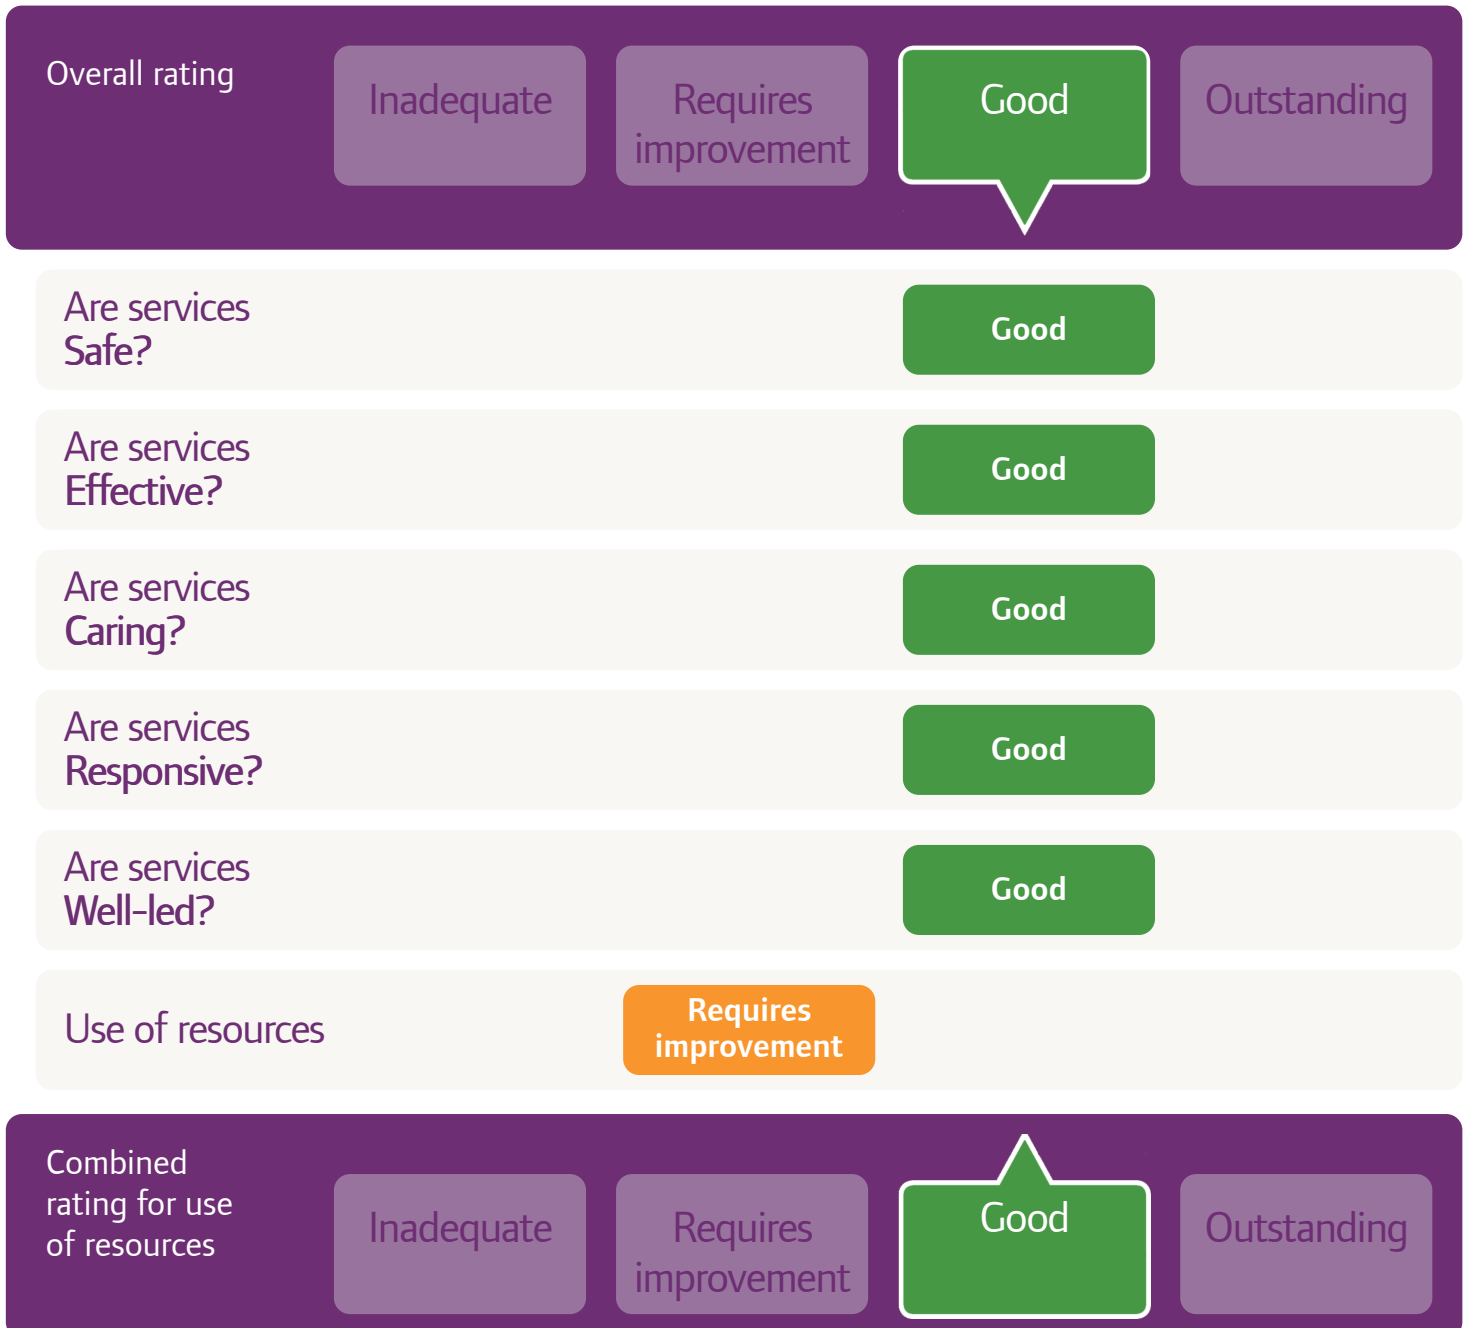 Overall rating
Inadequate
Requires
improvement
Good
Outstanding
Are services
Safe?
Good
Are services
Effective?
Good
Are services
Caring?
Good
Are services
Responsive?
Good
Are services
Well-led?
Good
Use of resources
Requires
improvement
Combined
rating for use
of resources
Inadequate
Requires
improvement
Good
Outstanding